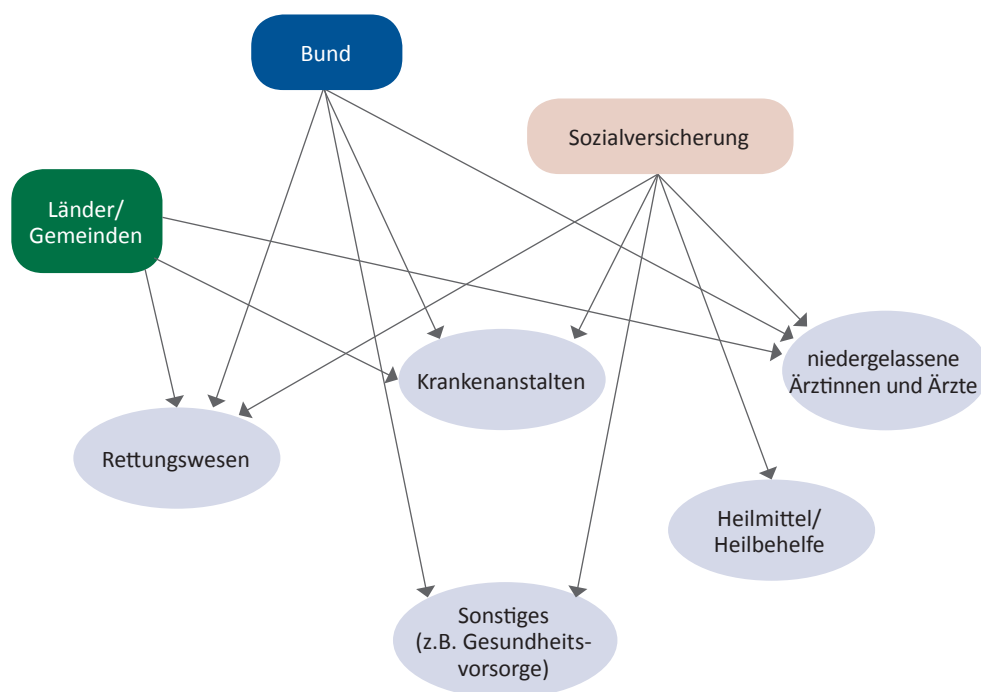 Bund
Sozialversicherung
Länder/
Gemeinden
niedergelassene
Ärztinnen und Ärzte
Krankenanstalten
Rettungswesen
Heilmittel/
Heilbehelfe
Sonstiges
(z.B. Gesundheits-
vorsorge)